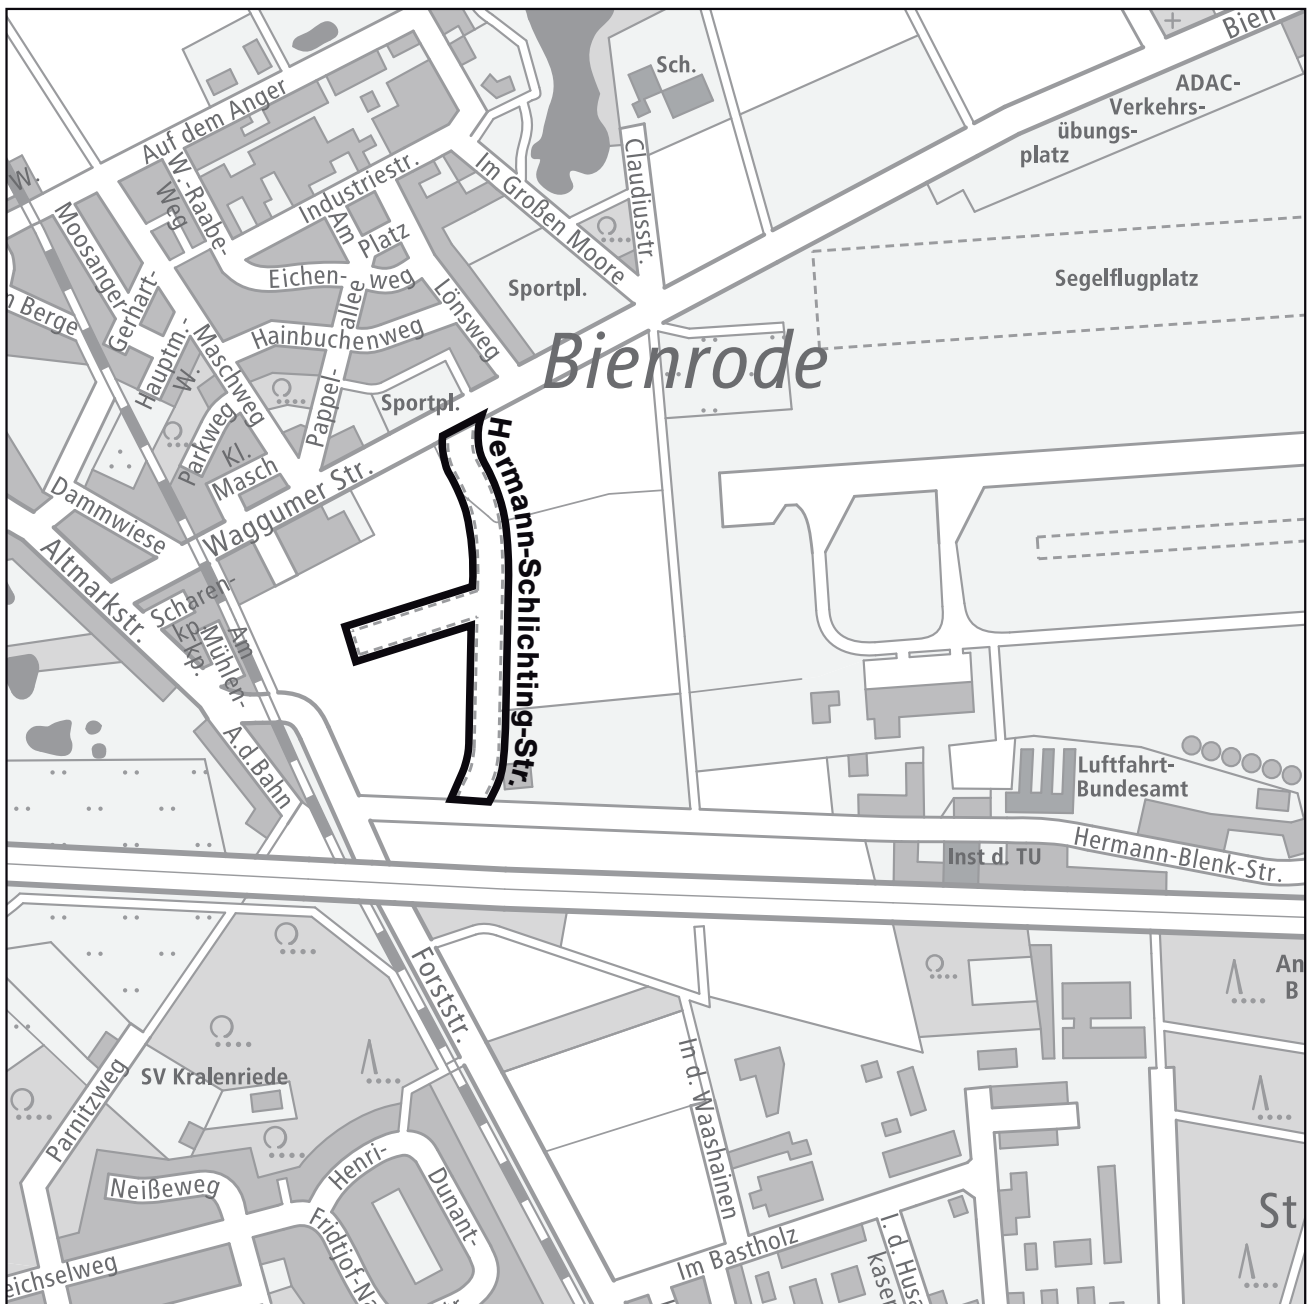 Bien
ADAC-
Verkehrs-
übungs-
platz
Sch.
Auf dem Anger
W.
W.-Raabe-
Weg
Industriestr.
Im Großen Moore
Claudiusstr.
Am
Platz
Moosanger
Gerhart-
Hauptm.-
W.
Eichen-
weg
Pappel-
allee
Hainbuchenweg
Lönsweg
Sportpl.
Segelflugplatz
Bienrode
Berge
Maschweg
Sportpl.
Parkweg
Kl.
Masch
Waggumer Str.
Dammwiese
Altmarkstr.
Hermann-Schlichting-Str.
Scharen-
kp.
Am
Mühlen-
kp.
A.d.Bahn
Luftfahrt-
Bundesamt
Inst d. TU
Hermann-Blenk-Str.
Forststr.
An
B
SV Kralenriede
Parnitzweg
In d. Waashainen
Neißeweg
Henri-
Dunant-
Fridtjof-Na
eichselweg
Im Bastholz
I. d. Husa
kaser
St